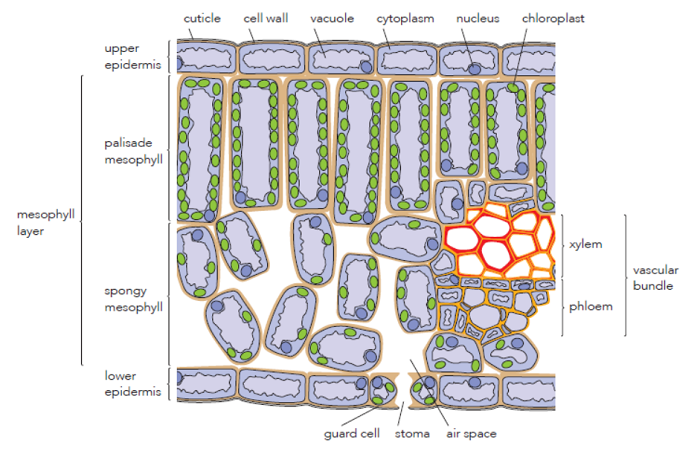 cuticle cell wall vacuole cytoplasm nucleus chloroplast
upper
epidermis
palisade
mesophyll
mesophyll
layer
xylem
vascular
bundle
spongy
mesophyll
phloem
lower
epidermis
guard cell stoma air space